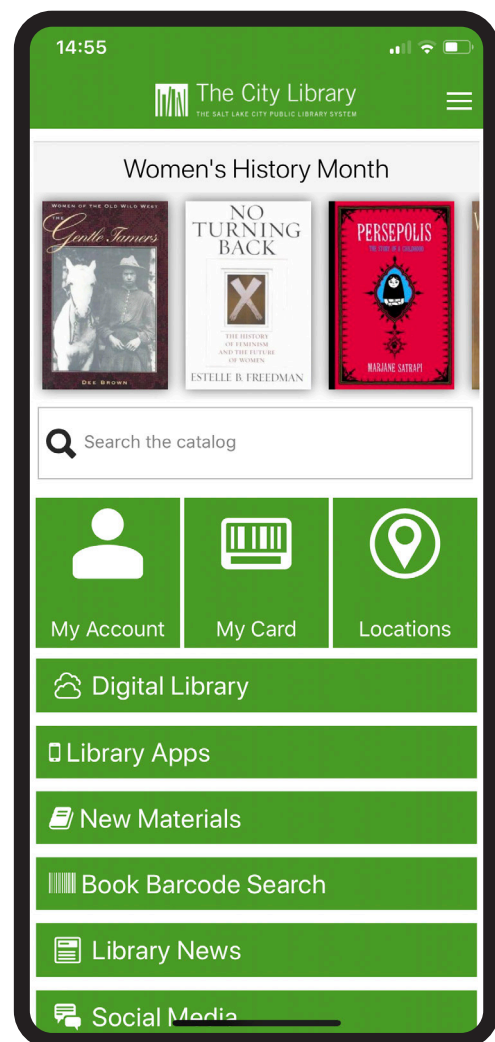 14:55
The City Library
THE SALT LAKE CITY PUBLIC LIBRARY SYSTEM
Women's History Month
WOMEN OF THE OLD WILD WEST
THE
Gentle Tamers
DEE BROWN
NO
TURNING
BACK
THE HISTORY
OF FEMINISM
AND THE FUTURE
OF WOMEN
ESTELLE B. FREEDMAN
PERSEPOLIS
THE STORY OF A CHILDHOOD
MARJANE SATRAPI
Search the catalog
My Account
My Card
Locations
Digital Library
Library Apps
New Materials
Book Barcode Search
Library News
Social Media